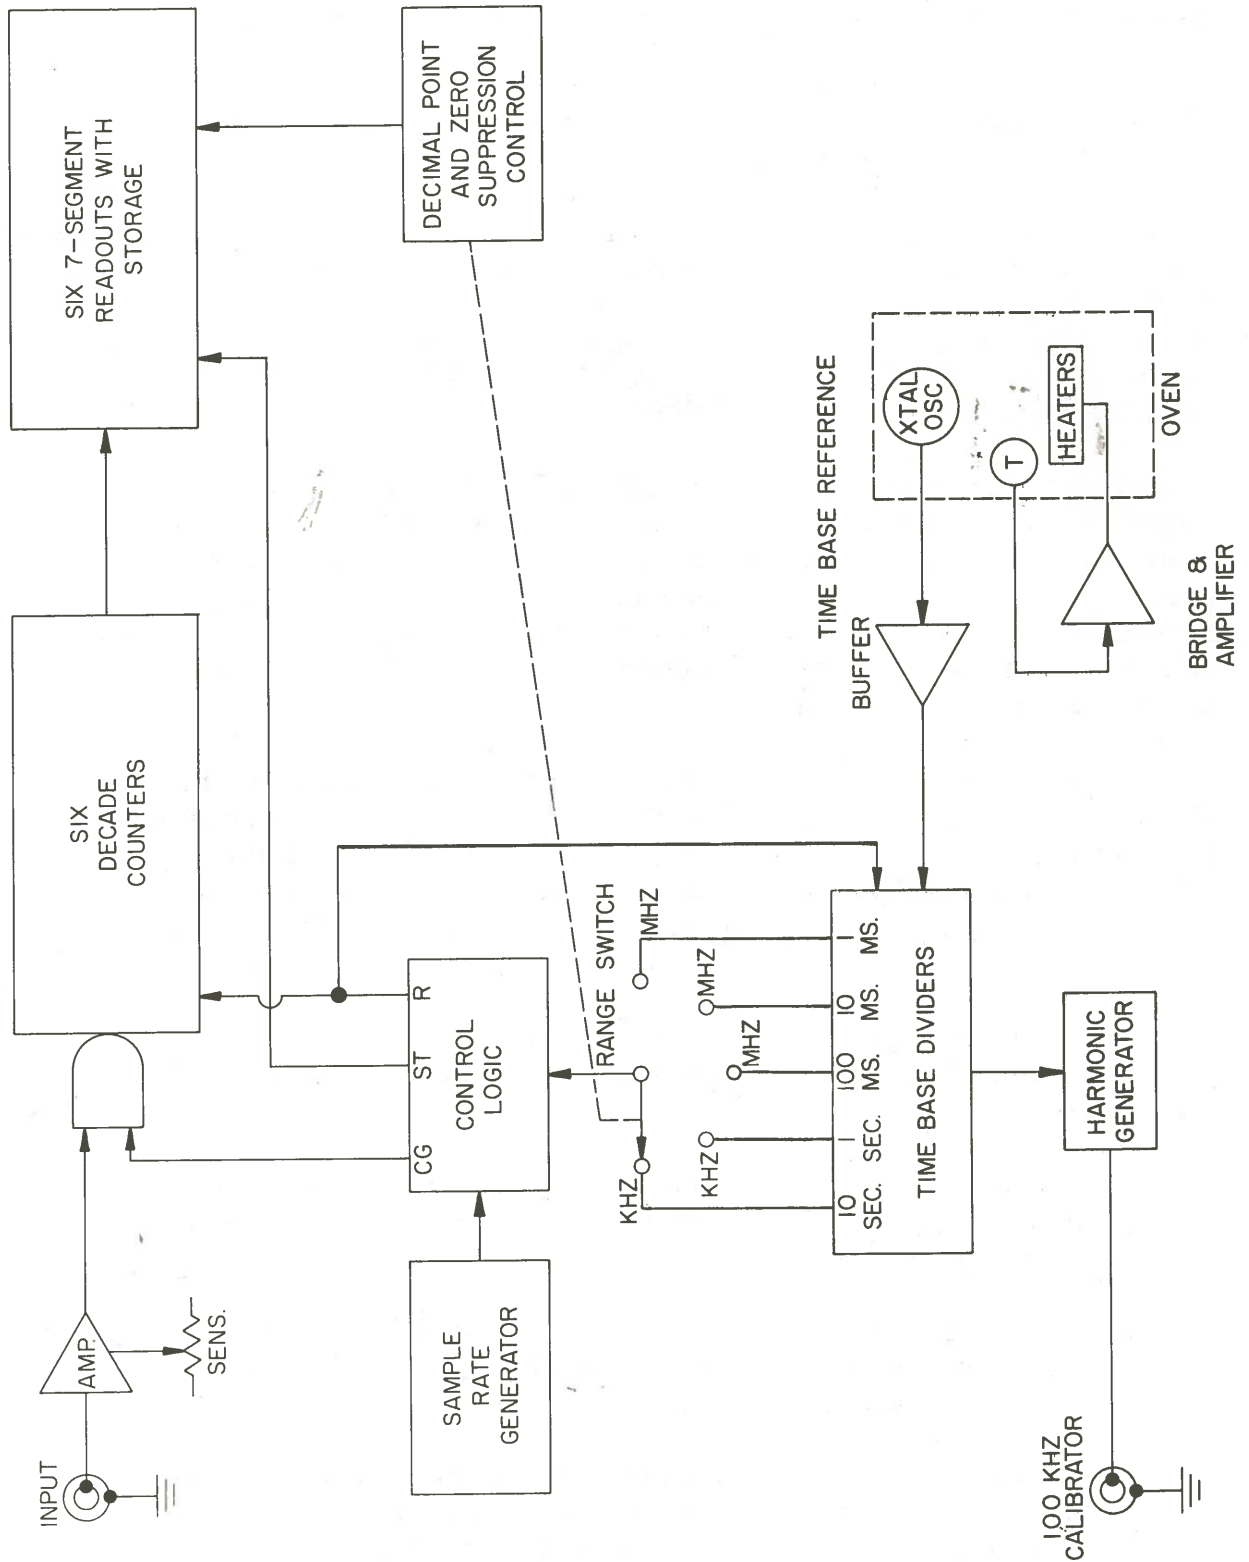 INPUT
AMP.
SENS.
SIX
DECADE
COUNTERS
SIX 7-SEGMENT
READOUTS WITH
STORAGE
SAMPLE
RATE
GENERATOR
CG
ST
R
CONTROL
LOGIC
DECIMAL POINT
AND ZERO
SUPPRESSION
CONTROL
RANGE SWITCH
KHZ
KHZ
MHZ
MHZ
MHZ
10
SEC.
1
SEC.
100
MS.
10
MS.
1
MS.
TIME BASE DIVIDERS
BUFFER
TIME BASE REFERENCE
XTAL
OSC
T
HEATERS
OVEN
BRIDGE &
AMPLIFIER
HARMONIC
GENERATOR
100 KHZ
CALIBRATOR